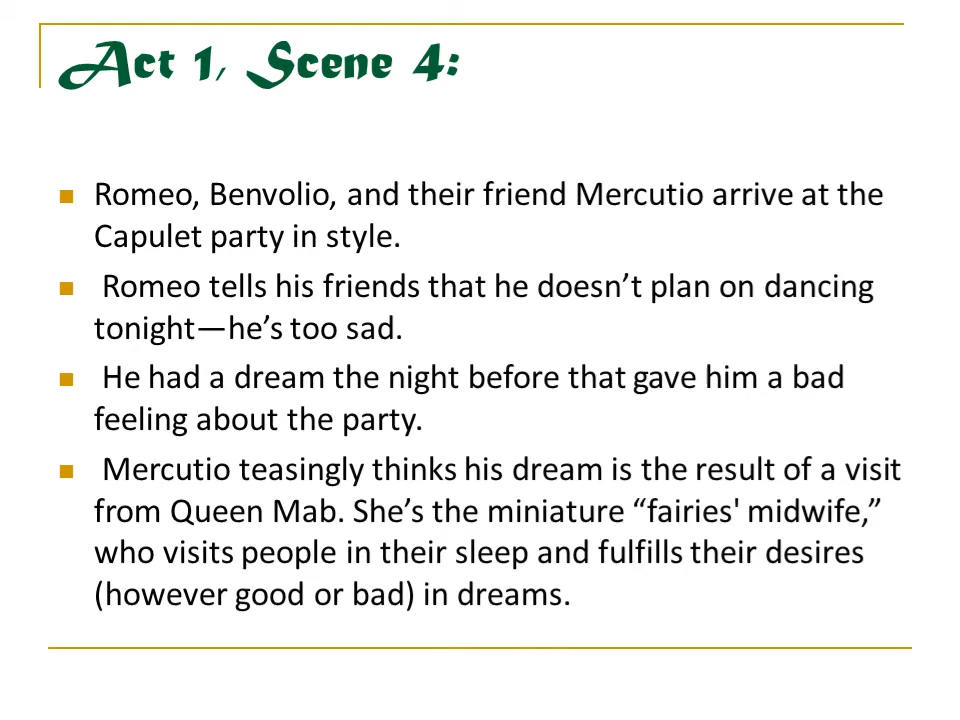 Act 1, Scene 4:
■ Romeo, Benvolio, and their friend Mercutio arrive at the
Capulet party in style.
■ Romeo tells his friends that he doesn’t plan on dancing
tonight—he’s too sad.
■ He had a dream the night before that gave him a bad
feeling about the party.
■ Mercutio teasingly thinks his dream is the result of a visit
from Queen Mab. She’s the miniature “fairies' midwife,”
who visits people in their sleep and fulfills their desires
(however good or bad) in dreams.